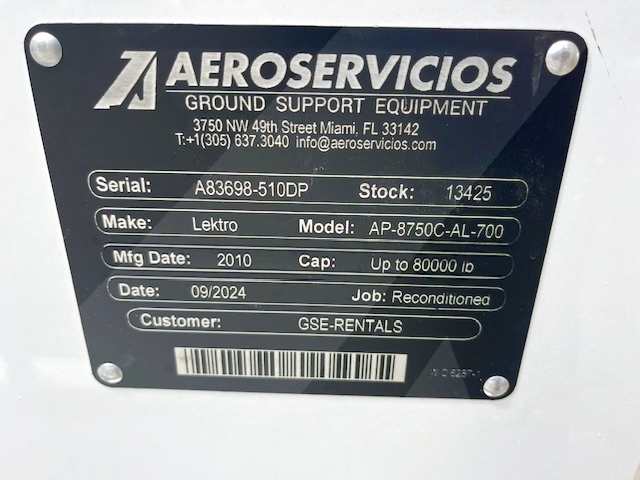 AEROSERVICIOS
GROUND SUPPORT EQUIPMENT
3750 NW 49th Street Miami, FL 33142
T:+1(305) 637.3040 info@aeroservicios.com
Serial: A83698-510DP Stock: 13425
Make: Lektro Model: AP-8750C-AL-700
Mfg Date: 2010 Cap: Up to 80000 lb
Date: 09/2024 Job: Reconditioned
Customer: GSE-RENTALS